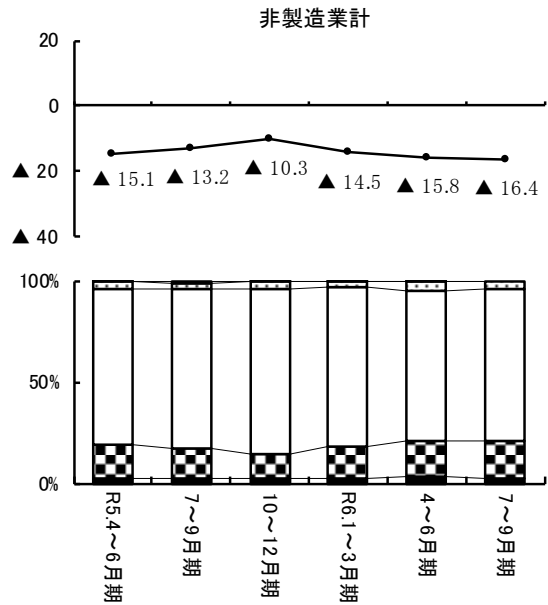 非製造業計
20
0
▲ 20
▲ 40
▲ 15.1
▲ 13.2
▲ 10.3
▲ 14.5
▲ 15.8
▲ 16.4
100%
50%
0%
R5.4～6月期
7～9月期
10～12月期
R6.1～3月期
4～6月期
7～9月期